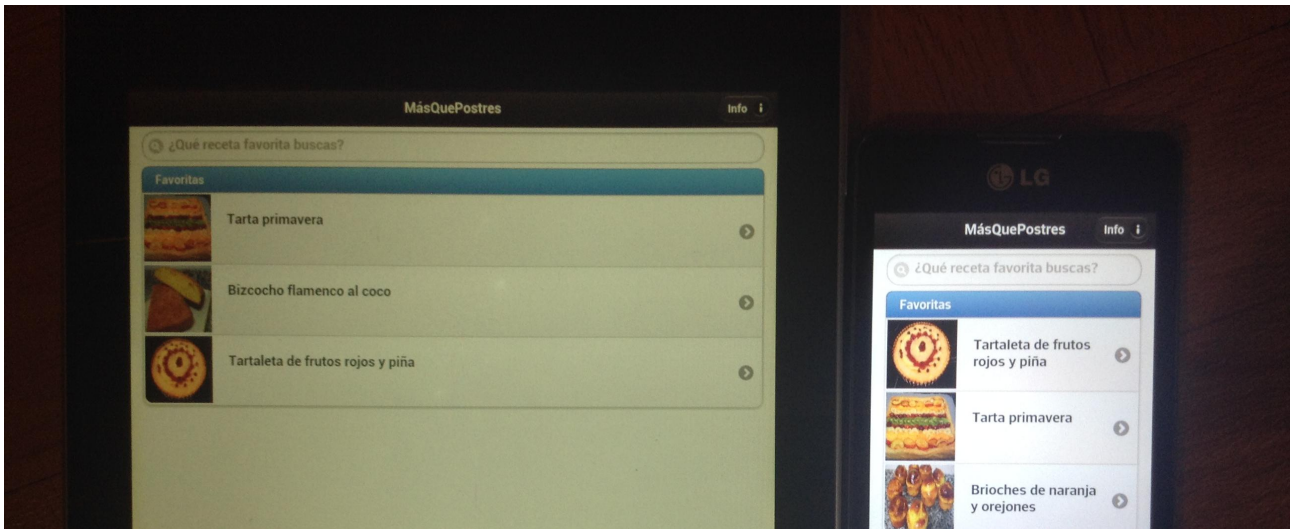 MásQuePostres
Info i
¿Qué receta favorita buscas?
Favoritas
Tarta primavera
Bizcocho flamenco al coco
Tartaleta de frutos rojos y piña
LG
MásQuePostres
Info i
¿Qué receta favorita buscas?
Favoritas
Tartaleta de frutos
rojos y piña
Tarta primavera
Brioches de naranja
y orejones